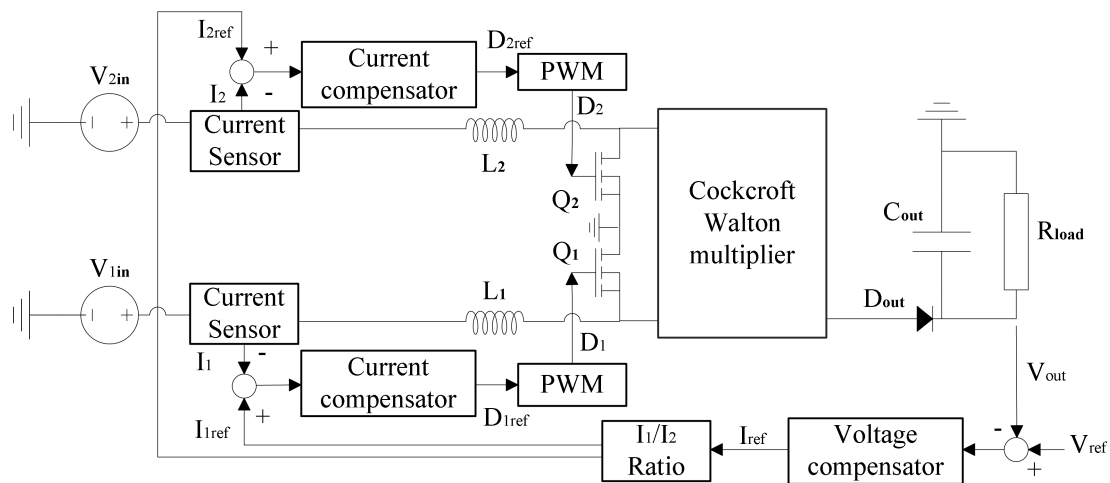 I2ref
+
Current
compensator
D2ref
PWM
V2in
I2
-
D2
I
+
Current
Sensor
L2
Q2
Cockcroft
Walton
multiplier
Cout
Rload
Q1
V1in
L1
I
+
Current
Sensor
Dout
D1
I1
-
Current
compensator
PWM
Vout
I1ref
+
D1ref
I1/I2
Ratio
Iref
Voltage
compensator
-
Vref
+